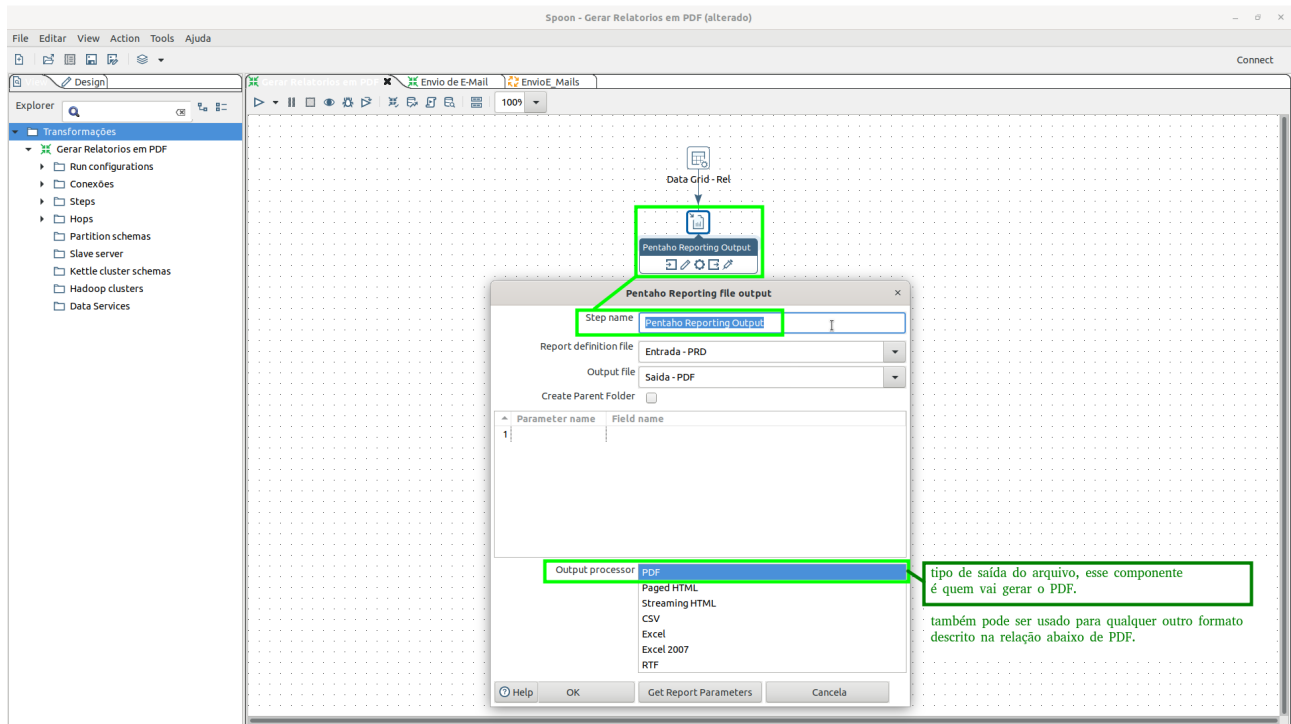 Spoon - Gerar Relatorios em PDF (alterado)
File Editar View Action Tools Ajuda
Connect
Design
Gerar Relatorios em PDF
Envio de E-Mail
EnvioE_Mails
Explorer
1009
Transformações
Gerar Relatorios em PDF
Run configurations
Conexões
Steps
Hops
Partition schemas
Slave server
Kettle cluster schemas
Hadoop clusters
Data Services
Data Grid - Rel
Pentaho Reporting Output
Pentaho Reporting file output
Step name Pentaho Reporting Output
Report definition file Entrada - PRD
Output file Saida - PDF
Create Parent Folder
Parameter name Field name
1
Output processor PDF
Paged HTML
Streaming HTML
CSV
Excel
Excel 2007
RTF
Help OK Get Report Parameters Cancela
tipo de saída do arquivo, esse componente
é quem vai gerar o PDF.
também pode ser usado para qualquer outro formato
descrito na relação abaixo de PDF.